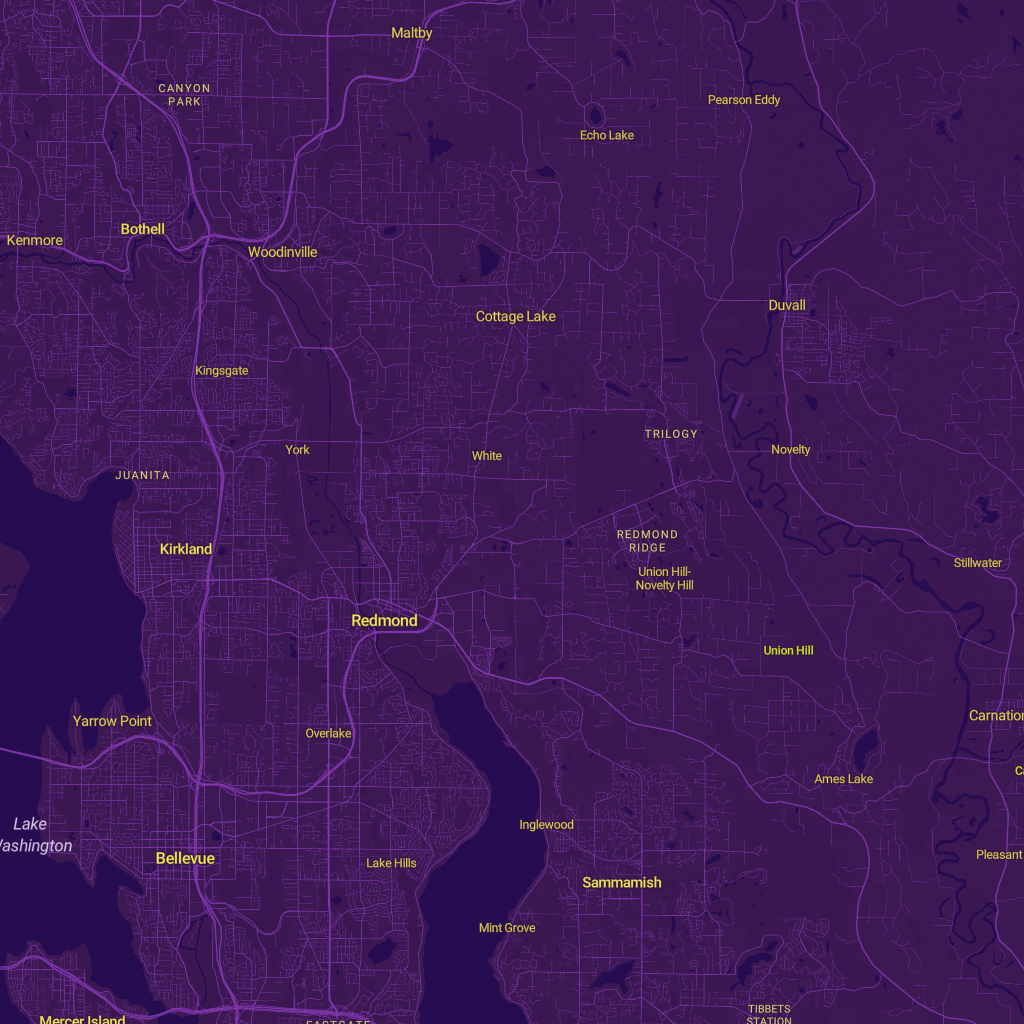 Maltby
CANYON
PARK
Pearson Eddy
Echo Lake
Bothell
Kenmore
Woodinville
Duvall
Cottage Lake
Kingsgate
TRILOGY
York
White
Novelty
JUANITA
REDMOND
RIDGE
Kirkland
Stillwater
Union Hill-
Novelty Hill
Redmond
Union Hill
Carnation
Yarrow Point
Overlake
Ames Lake
Lake
Washington
Inglewood
Bellevue
Lake Hills
Pleasant
Sammamish
Mint Grove
TIBBETS
STATION
Mercer Island
EASTGATE